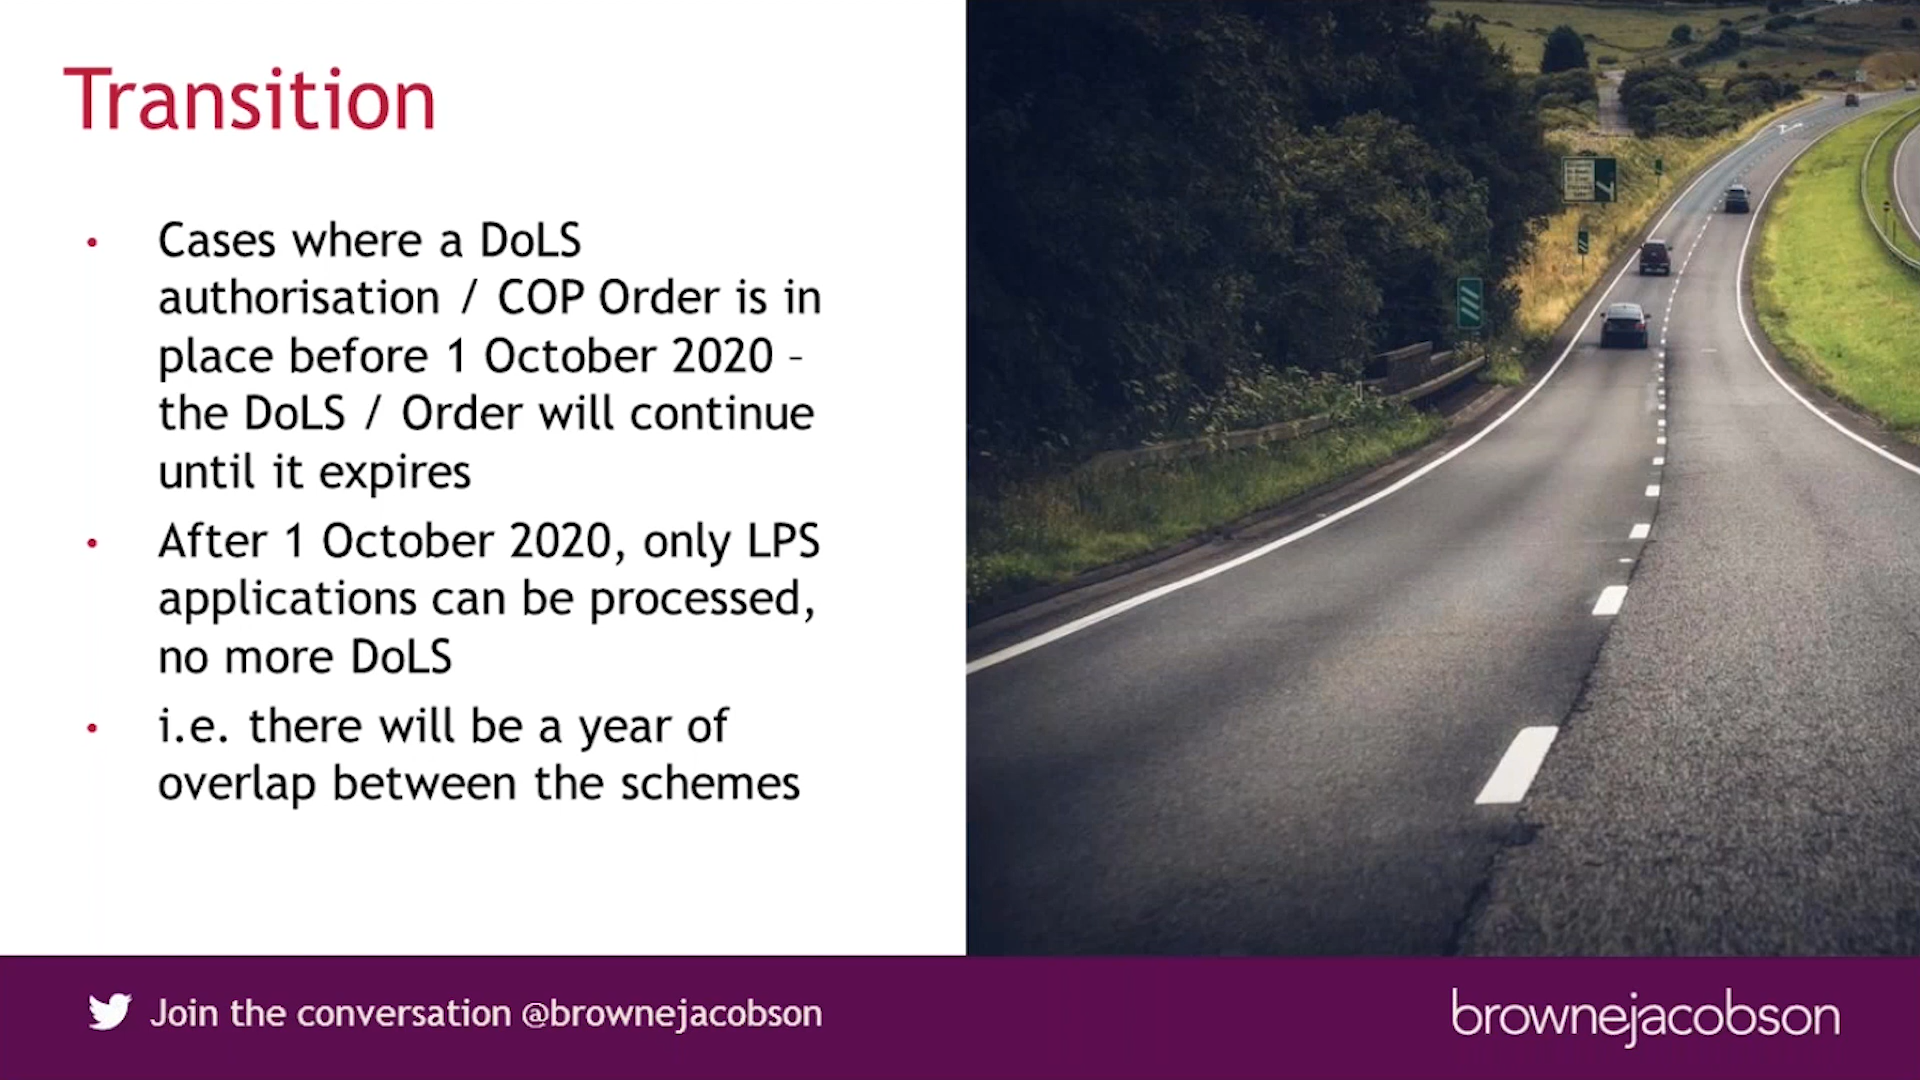 Transition
• Cases where a DoLS
authorisation / COP Order is in
place before 1 October 2020 –
the DoLS / Order will continue
until it expires
• After 1 October 2020, only LPS
applications can be processed,
no more DoLS
• i.e. there will be a year of
overlap between the schemes
Join the conversation @brownejacobson
brownejacobson